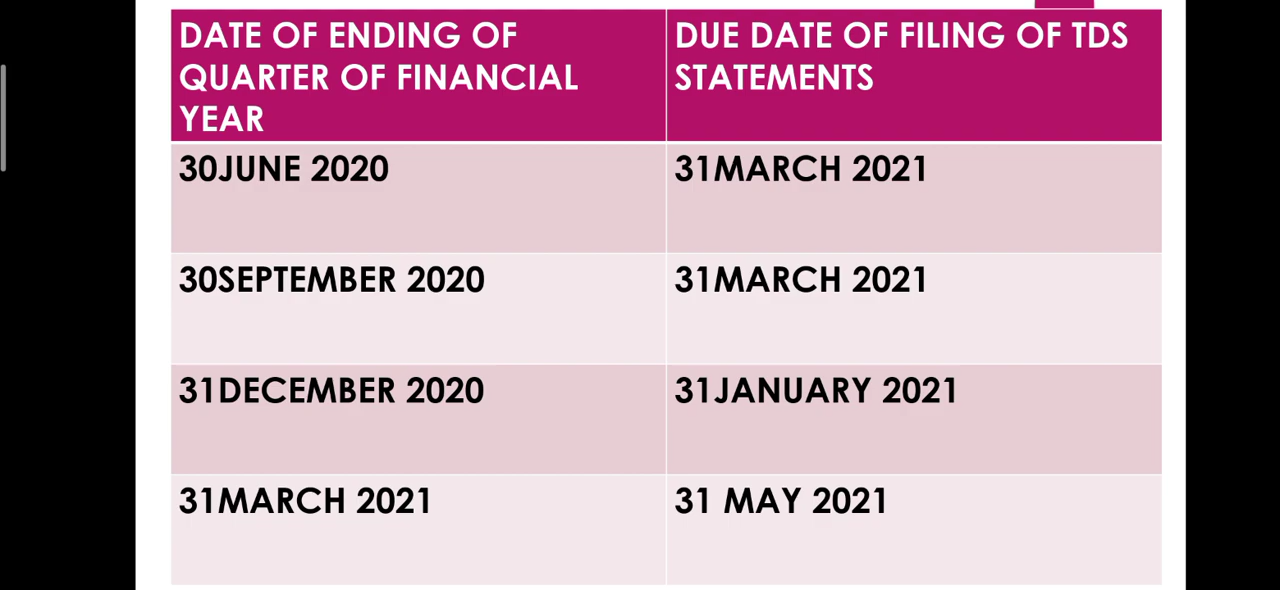 DATE OF ENDING OF
QUARTER OF FINANCIAL
YEAR
DUE DATE OF FILING OF TDS
STATEMENTS
30JUNE 2020
31MARCH 2021
30SEPTEMBER 2020
31MARCH 2021
31DECEMBER 2020
31JANUARY 2021
31MARCH 2021
31 MAY 2021